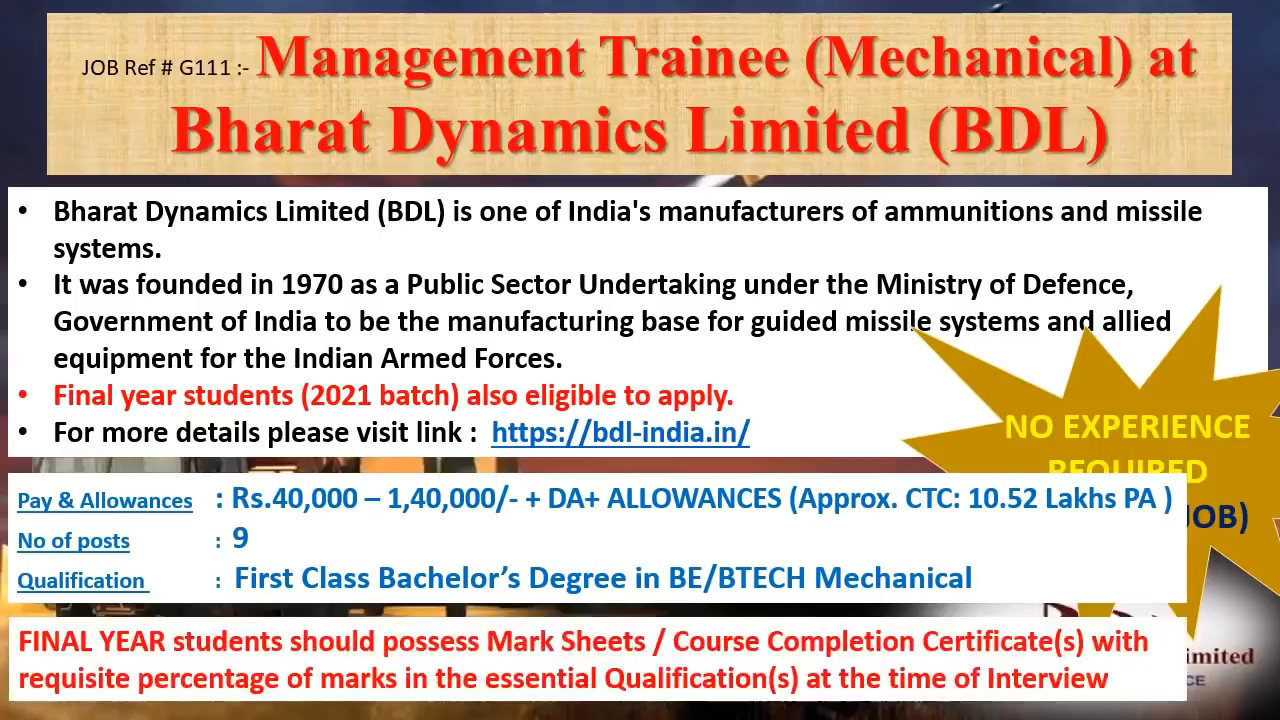 JOB Ref # G111 :- Management Trainee (Mechanical) at
Bharat Dynamics Limited (BDL)
• Bharat Dynamics Limited (BDL) is one of India's manufacturers of ammunitions and missile
systems.
• It was founded in 1970 as a Public Sector Undertaking under the Ministry of Defence,
Government of India to be the manufacturing base for guided missile systems and allied
equipment for the Indian Armed Forces.
• Final year students (2021 batch) also eligible to apply.
• For more details please visit link : https://bdl-india.in/
NO EXPERIENCE
REQUIRED
JOB)
Pay & Allowances : Rs.40,000 – 1,40,000/- + DA+ ALLOWANCES (Approx. CTC: 10.52 Lakhs PA )
No of posts : 9
Qualification : First Class Bachelor’s Degree in BE/BTECH Mechanical
FINAL YEAR students should possess Mark Sheets / Course Completion Certificate(s) with
requisite percentage of marks in the essential Qualification(s) at the time of Interview